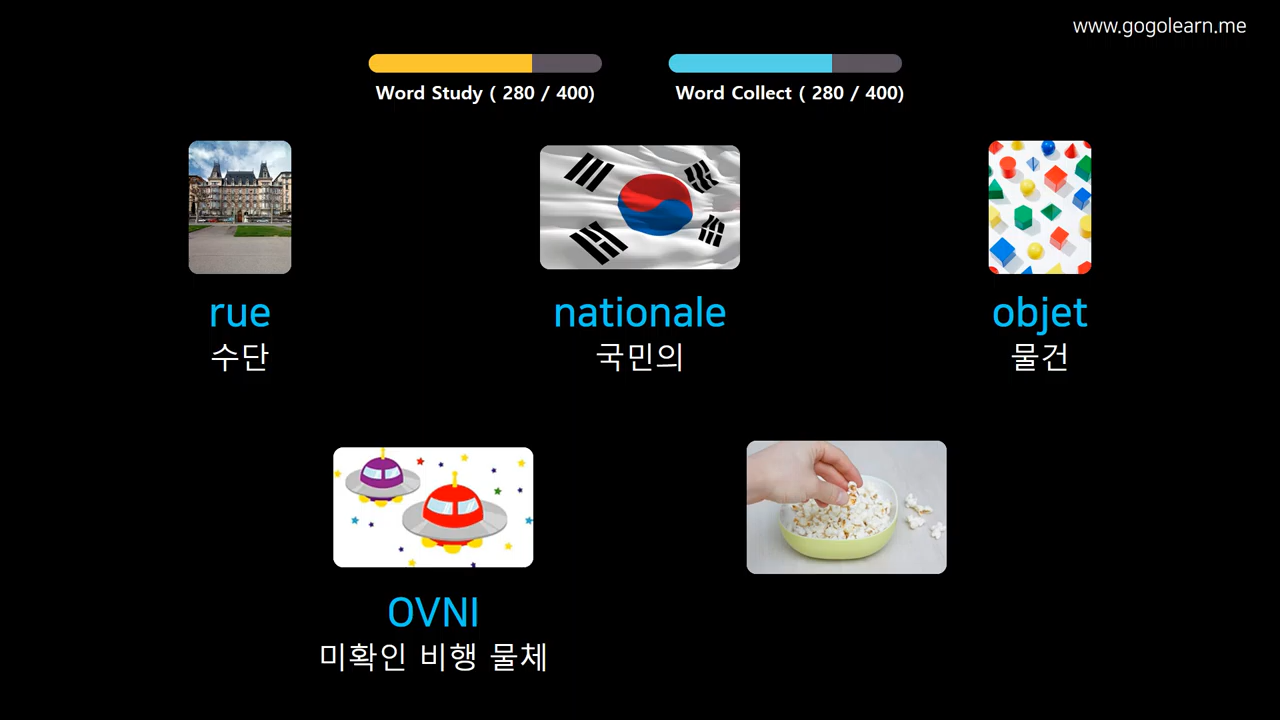 www.gogolearn.me
Word Study ( 280 / 400)
Word Collect ( 280 / 400)
rue
수단
nationale
국민의
objet
물건
OVNI
미확인 비행 물체